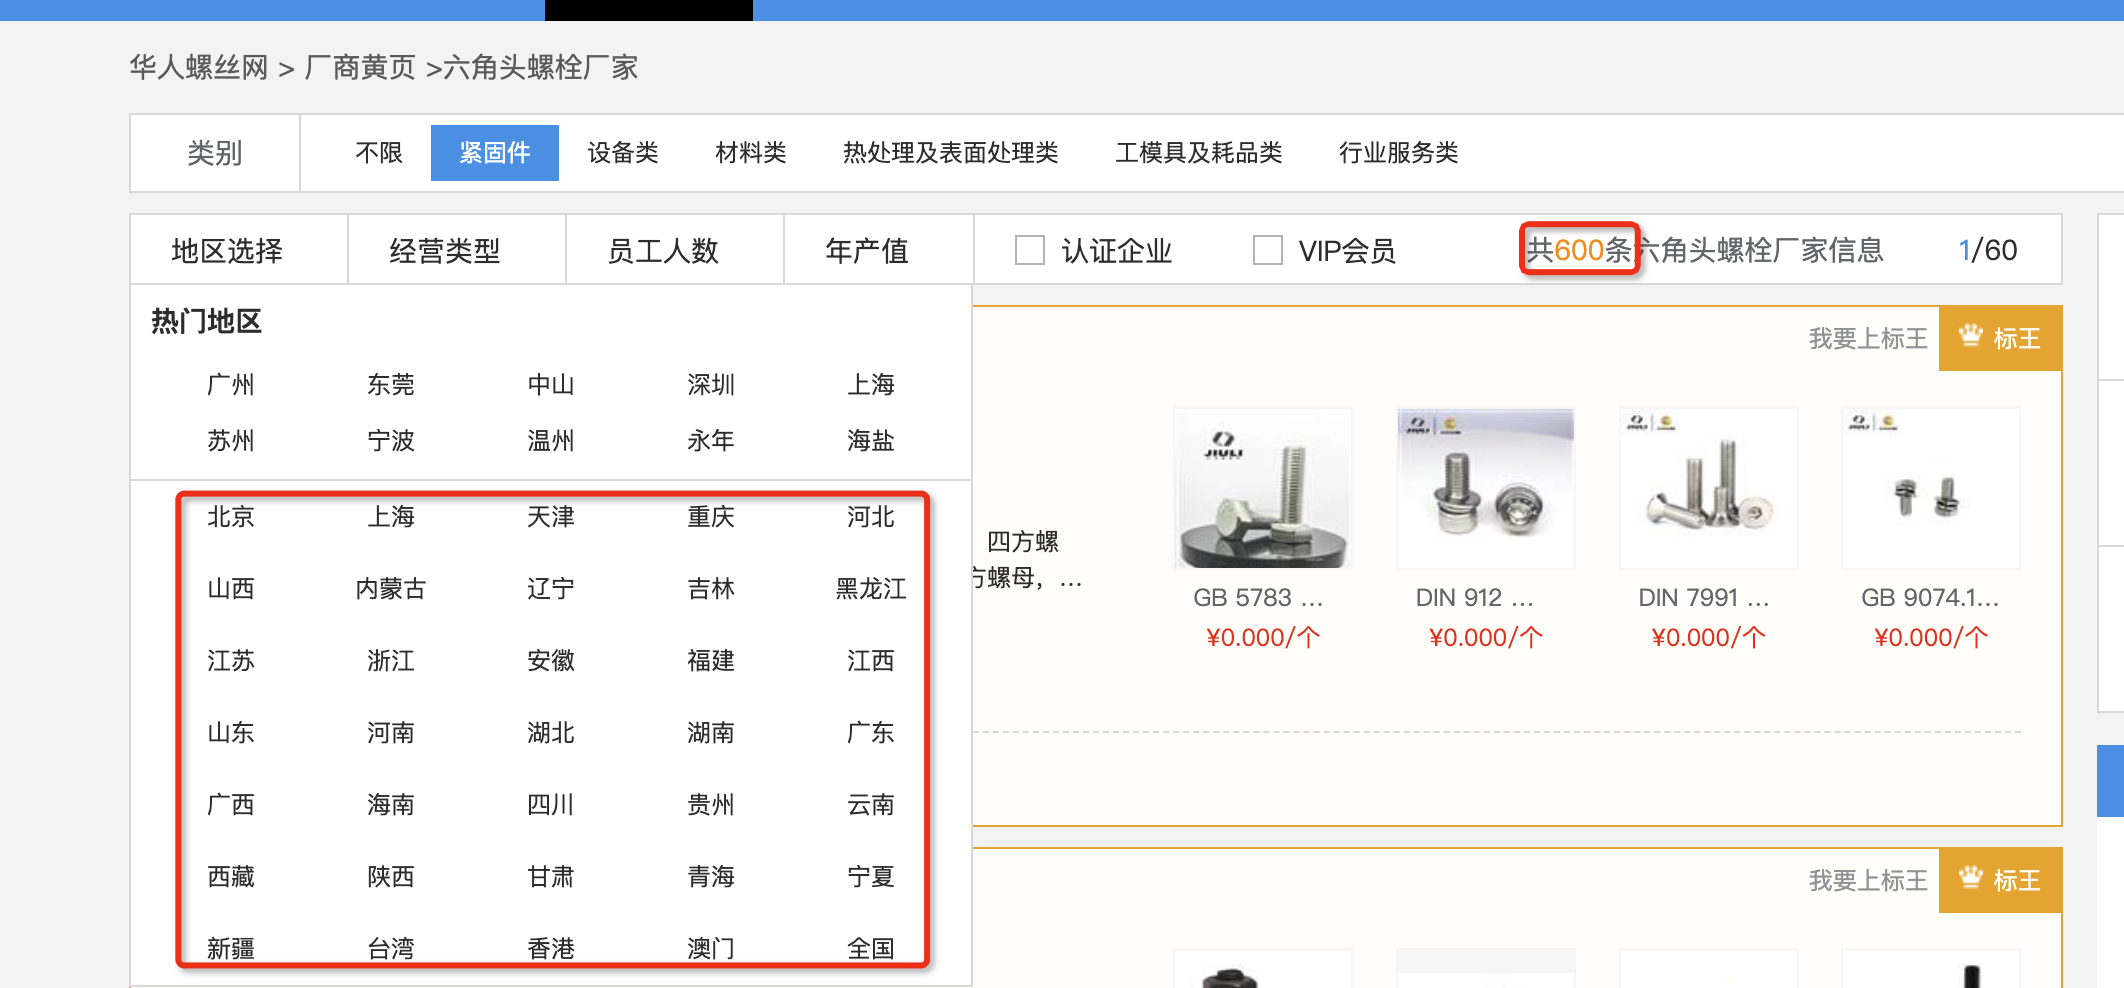 华人螺丝网 > 厂商黄页 >六角头螺栓厂家
类别 不限 紧固件 设备类 材料类 热处理及表面处理类 工模具及耗品类 行业服务类
地区选择 经营类型 员工人数 年产值 认证企业 VIP会员 共600条六角头螺栓厂家信息 1/60
热门地区
广州 东莞 中山 深圳 上海
苏州 宁波 温州 永年 海盐
北京 上海 天津 重庆 河北
山西 内蒙古 辽宁 吉林 黑龙江
江苏 浙江 安徽 福建 江西
山东 河南 湖北 湖南 广东
广西 海南 四川 贵州 云南
西藏 陕西 甘肃 青海 宁夏
新疆 台湾 香港 澳门 全国
我要上标王 标王
四方螺
方螺母，...
JIULI
JIULI
JIULI
JIULI
GB 5783 ... DIN 912 ... DIN 7991 ... GB 9074.1...
¥0.000/个 ¥0.000/个 ¥0.000/个 ¥0.000/个
我要上标王 标王